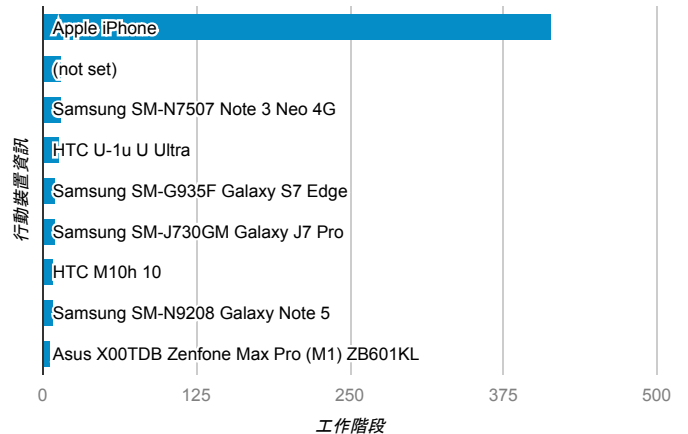 Apple iPhone
(not set)
Samsung SM-N7507 Note 3 Neo 4G
HTC U-1u U Ultra
Samsung SM-G935F Galaxy S7 Edge
Samsung SM-J730GM Galaxy J7 Pro
HTC M10h 10
Samsung SM-N9208 Galaxy Note 5
Asus X00TDB Zenfone Max Pro (M1) ZB601KL
行動裝置資訊
0 125 250 375 500
工作階段